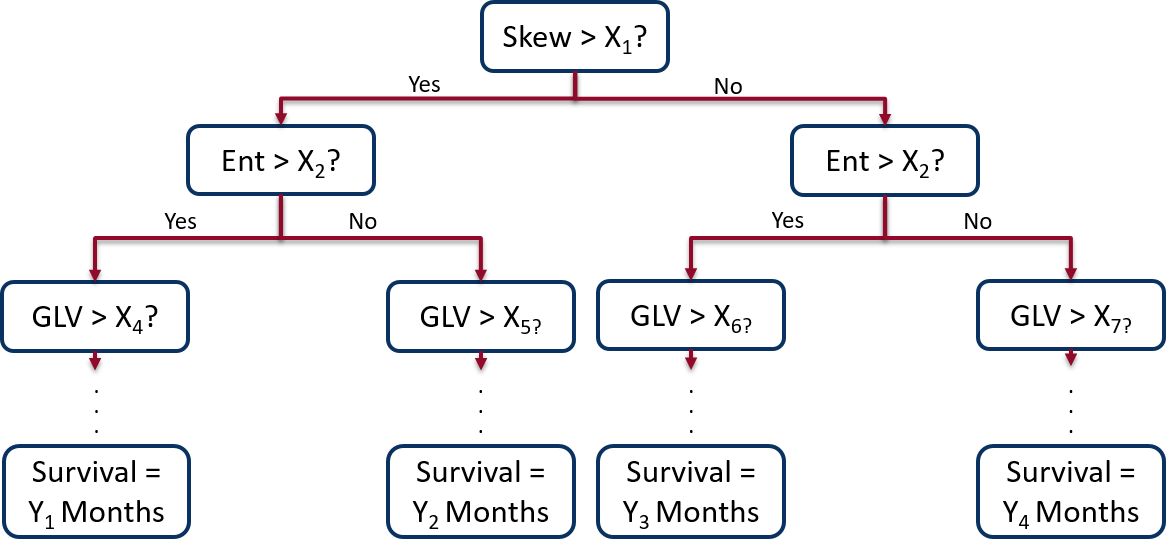 Skew > X₁?
Yes No
Ent > X₂? Ent > X₂?
Yes No Yes No
GLV > X₄? GLV > X₅? GLV > X₆? GLV > X₇?
. . . .
. . . .
. . . .
Survival = Survival = Survival = Survival =
Y₁ Months Y₂ Months Y₃ Months Y₄ Months